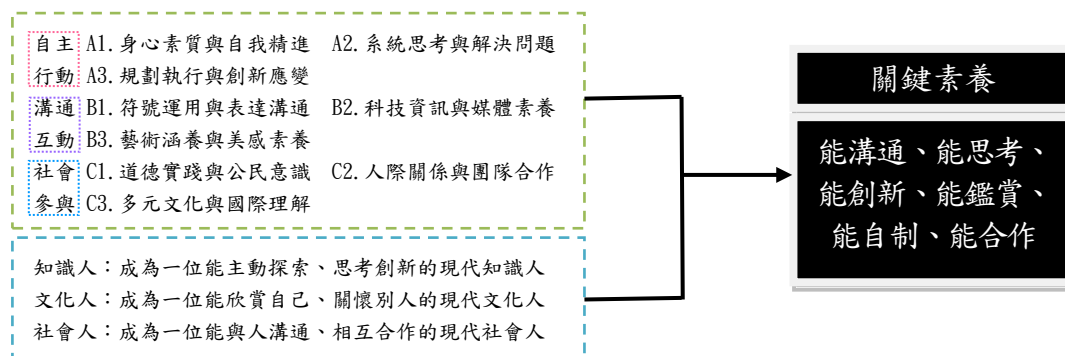 自主 A1.身心素質與自我精進 A2.系統思考與解決問題
行動 A3.規劃執行與創新應變
溝通 B1.符號運用與表達溝通 B2.科技資訊與媒體素養
互動 B3.藝術涵養與美感素養
社會 C1.道德實踐與公民意識 C2.人際關係與團隊合作
參與 C3.多元文化與國際理解
知識人：成為一位能主動探索、思考創新的現代知識人
文化人：成為一位能欣賞自己、關懷別人的現代文化人
社會人：成為一位能與人溝通、相互合作的現代社會人
關鍵素養
能溝通、能思考、
能創新、能鑑賞、
能自制、能合作